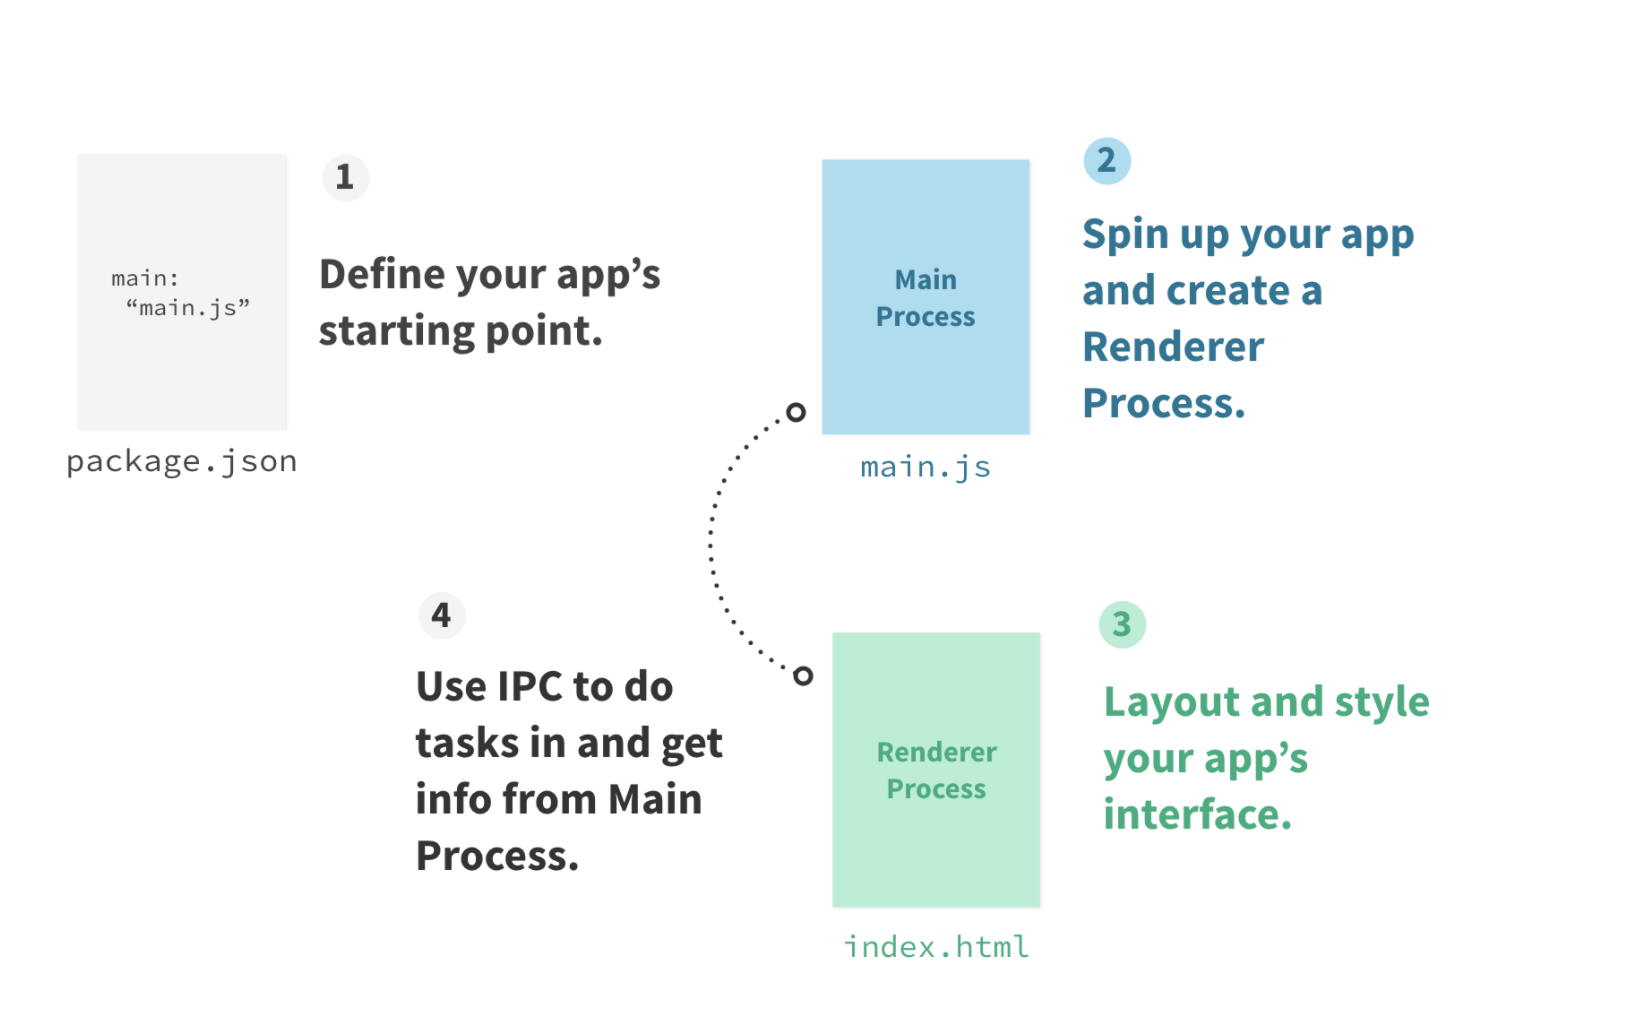 1
main:
“main.js”
Define your app’s
starting point.
package.json
2
Main
Process
Spin up your app
and create a
Renderer
Process.
main.js
3
Renderer
Process
Layout and style
your app’s
interface.
index.html
4
Use IPC to do
tasks in and get
info from Main
Process.